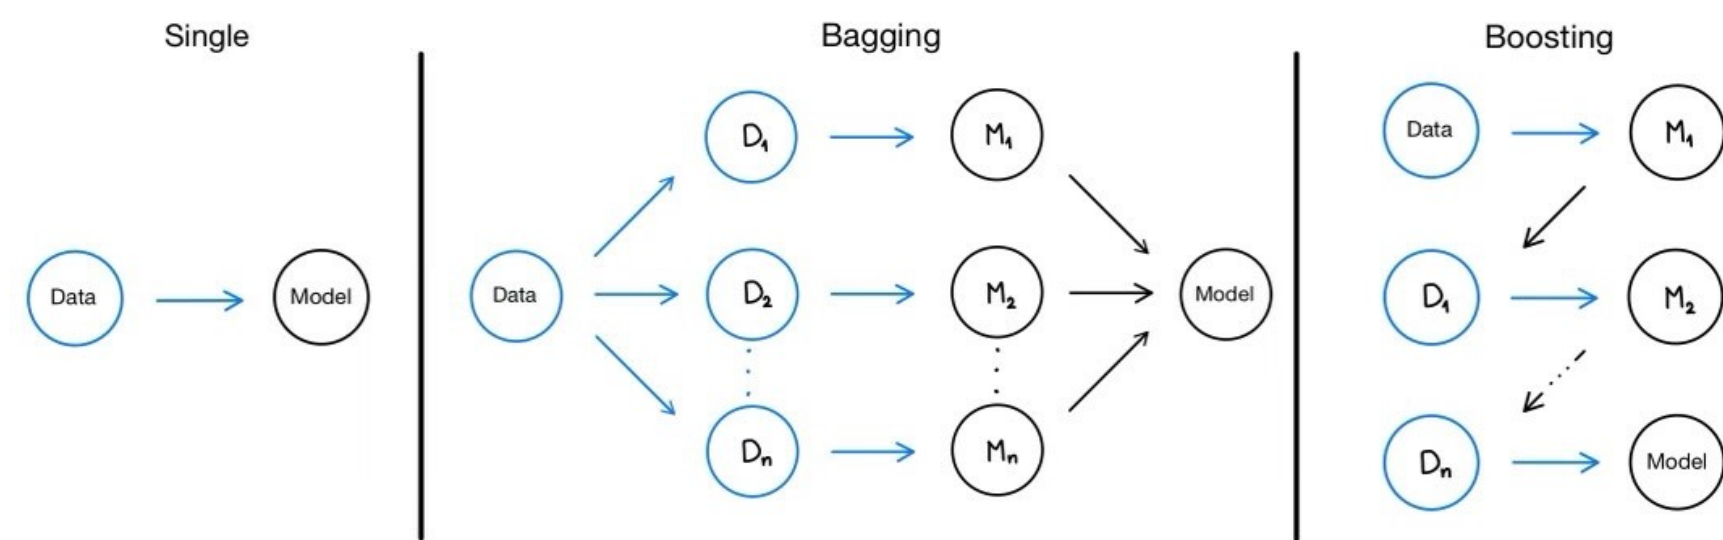 Single
Data
Model
Bagging
Data
D₁
M₁
D₂
M₂
Dₙ
Mₙ
Model
Boosting
Data
M₁
D₁
M₂
Dₙ
Model